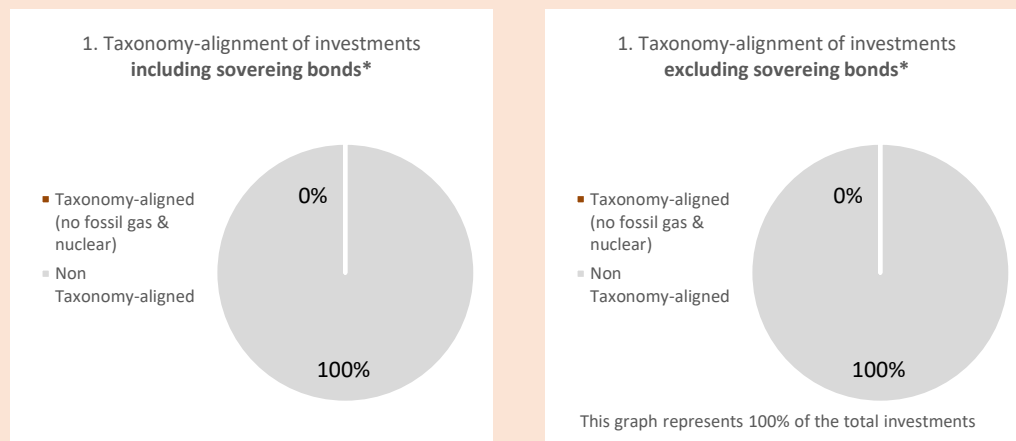 1. Taxonomy-alignment of investments
including sovereing bonds*
0%
Taxonomy-aligned
(no fossil gas &
nuclear)
Non
Taxonomy-aligned
100%
1. Taxonomy-alignment of investments
excluding sovereing bonds*
0%
Taxonomy-aligned
(no fossil gas &
nuclear)
Non
Taxonomy-aligned
100%
This graph represents 100% of the total investments